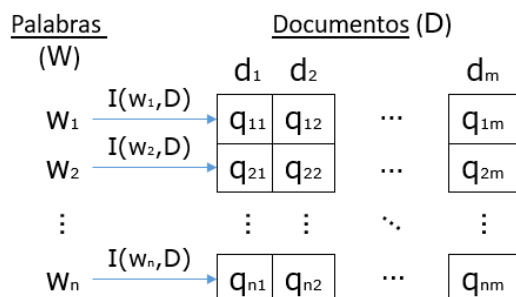 Palabras Documentos (D)
(W)
d₁ d₂ dₘ
w₁ I(w₁,D) q₁₁ q₁₂ ... q₁ₘ
w₂ I(w₂,D) q₂₁ q₂₂ ... q₂ₘ
⋮ ⋮ ⋮ ⋱ ⋮
wₙ I(wₙ,D) qₙ₁ qₙ₂ ... qₙₘ